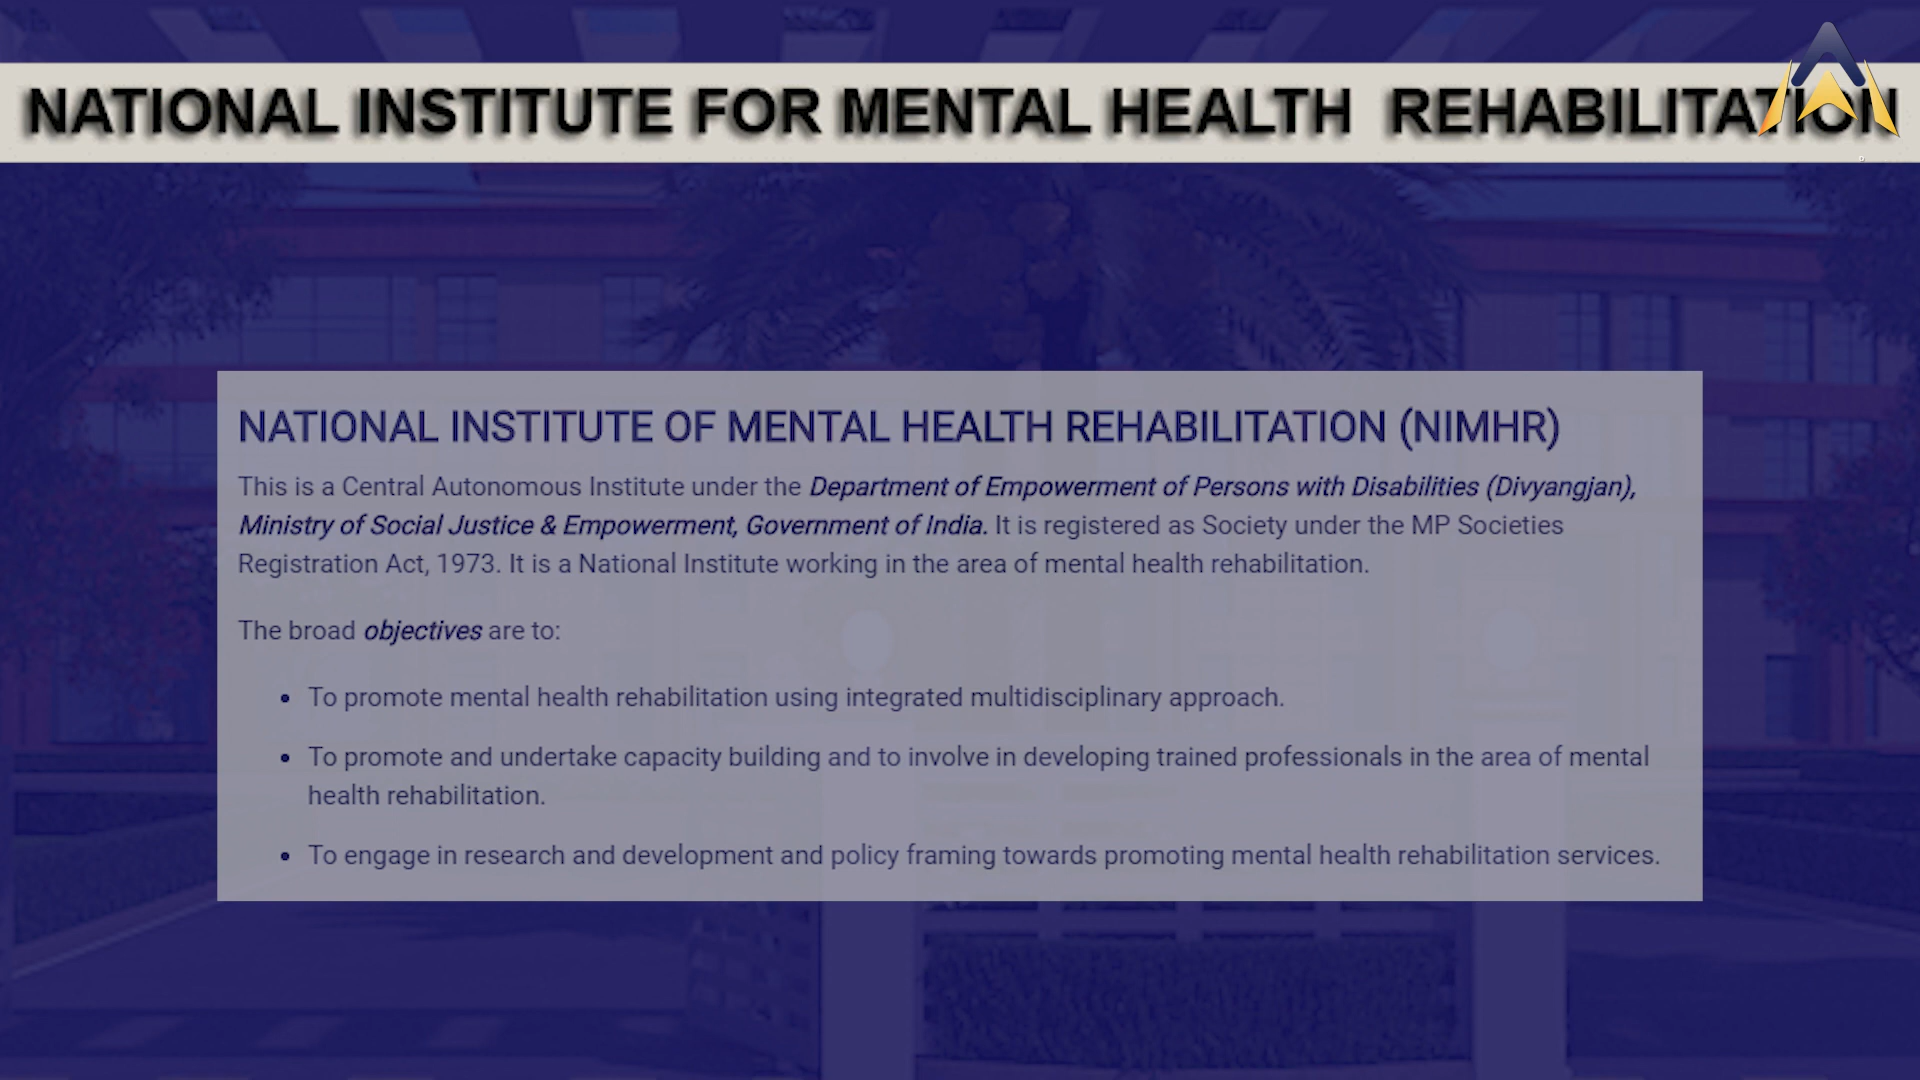 NATIONAL INSTITUTE FOR MENTAL HEALTH REHABILITATION
NATIONAL INSTITUTE OF MENTAL HEALTH REHABILITATION (NIMHR)
This is a Central Autonomous Institute under the Department of Empowerment of Persons with Disabilities (Divyangjan),
Ministry of Social Justice & Empowerment, Government of India. It is registered as Society under the MP Societies
Registration Act, 1973. It is a National Institute working in the area of mental health rehabilitation.
The broad objectives are to:
• To promote mental health rehabilitation using integrated multidisciplinary approach.
• To promote and undertake capacity building and to involve in developing trained professionals in the area of mental
health rehabilitation.
• To engage in research and development and policy framing towards promoting mental health rehabilitation services.